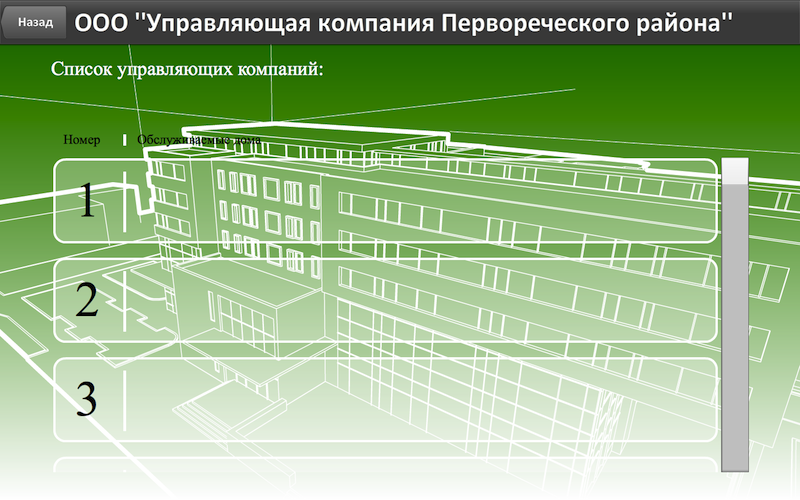 Назад
ООО "Управляющая компания Первореческого района"
Список управляющих компаний:
Номер
Обслуживаемые дома
1
2
3